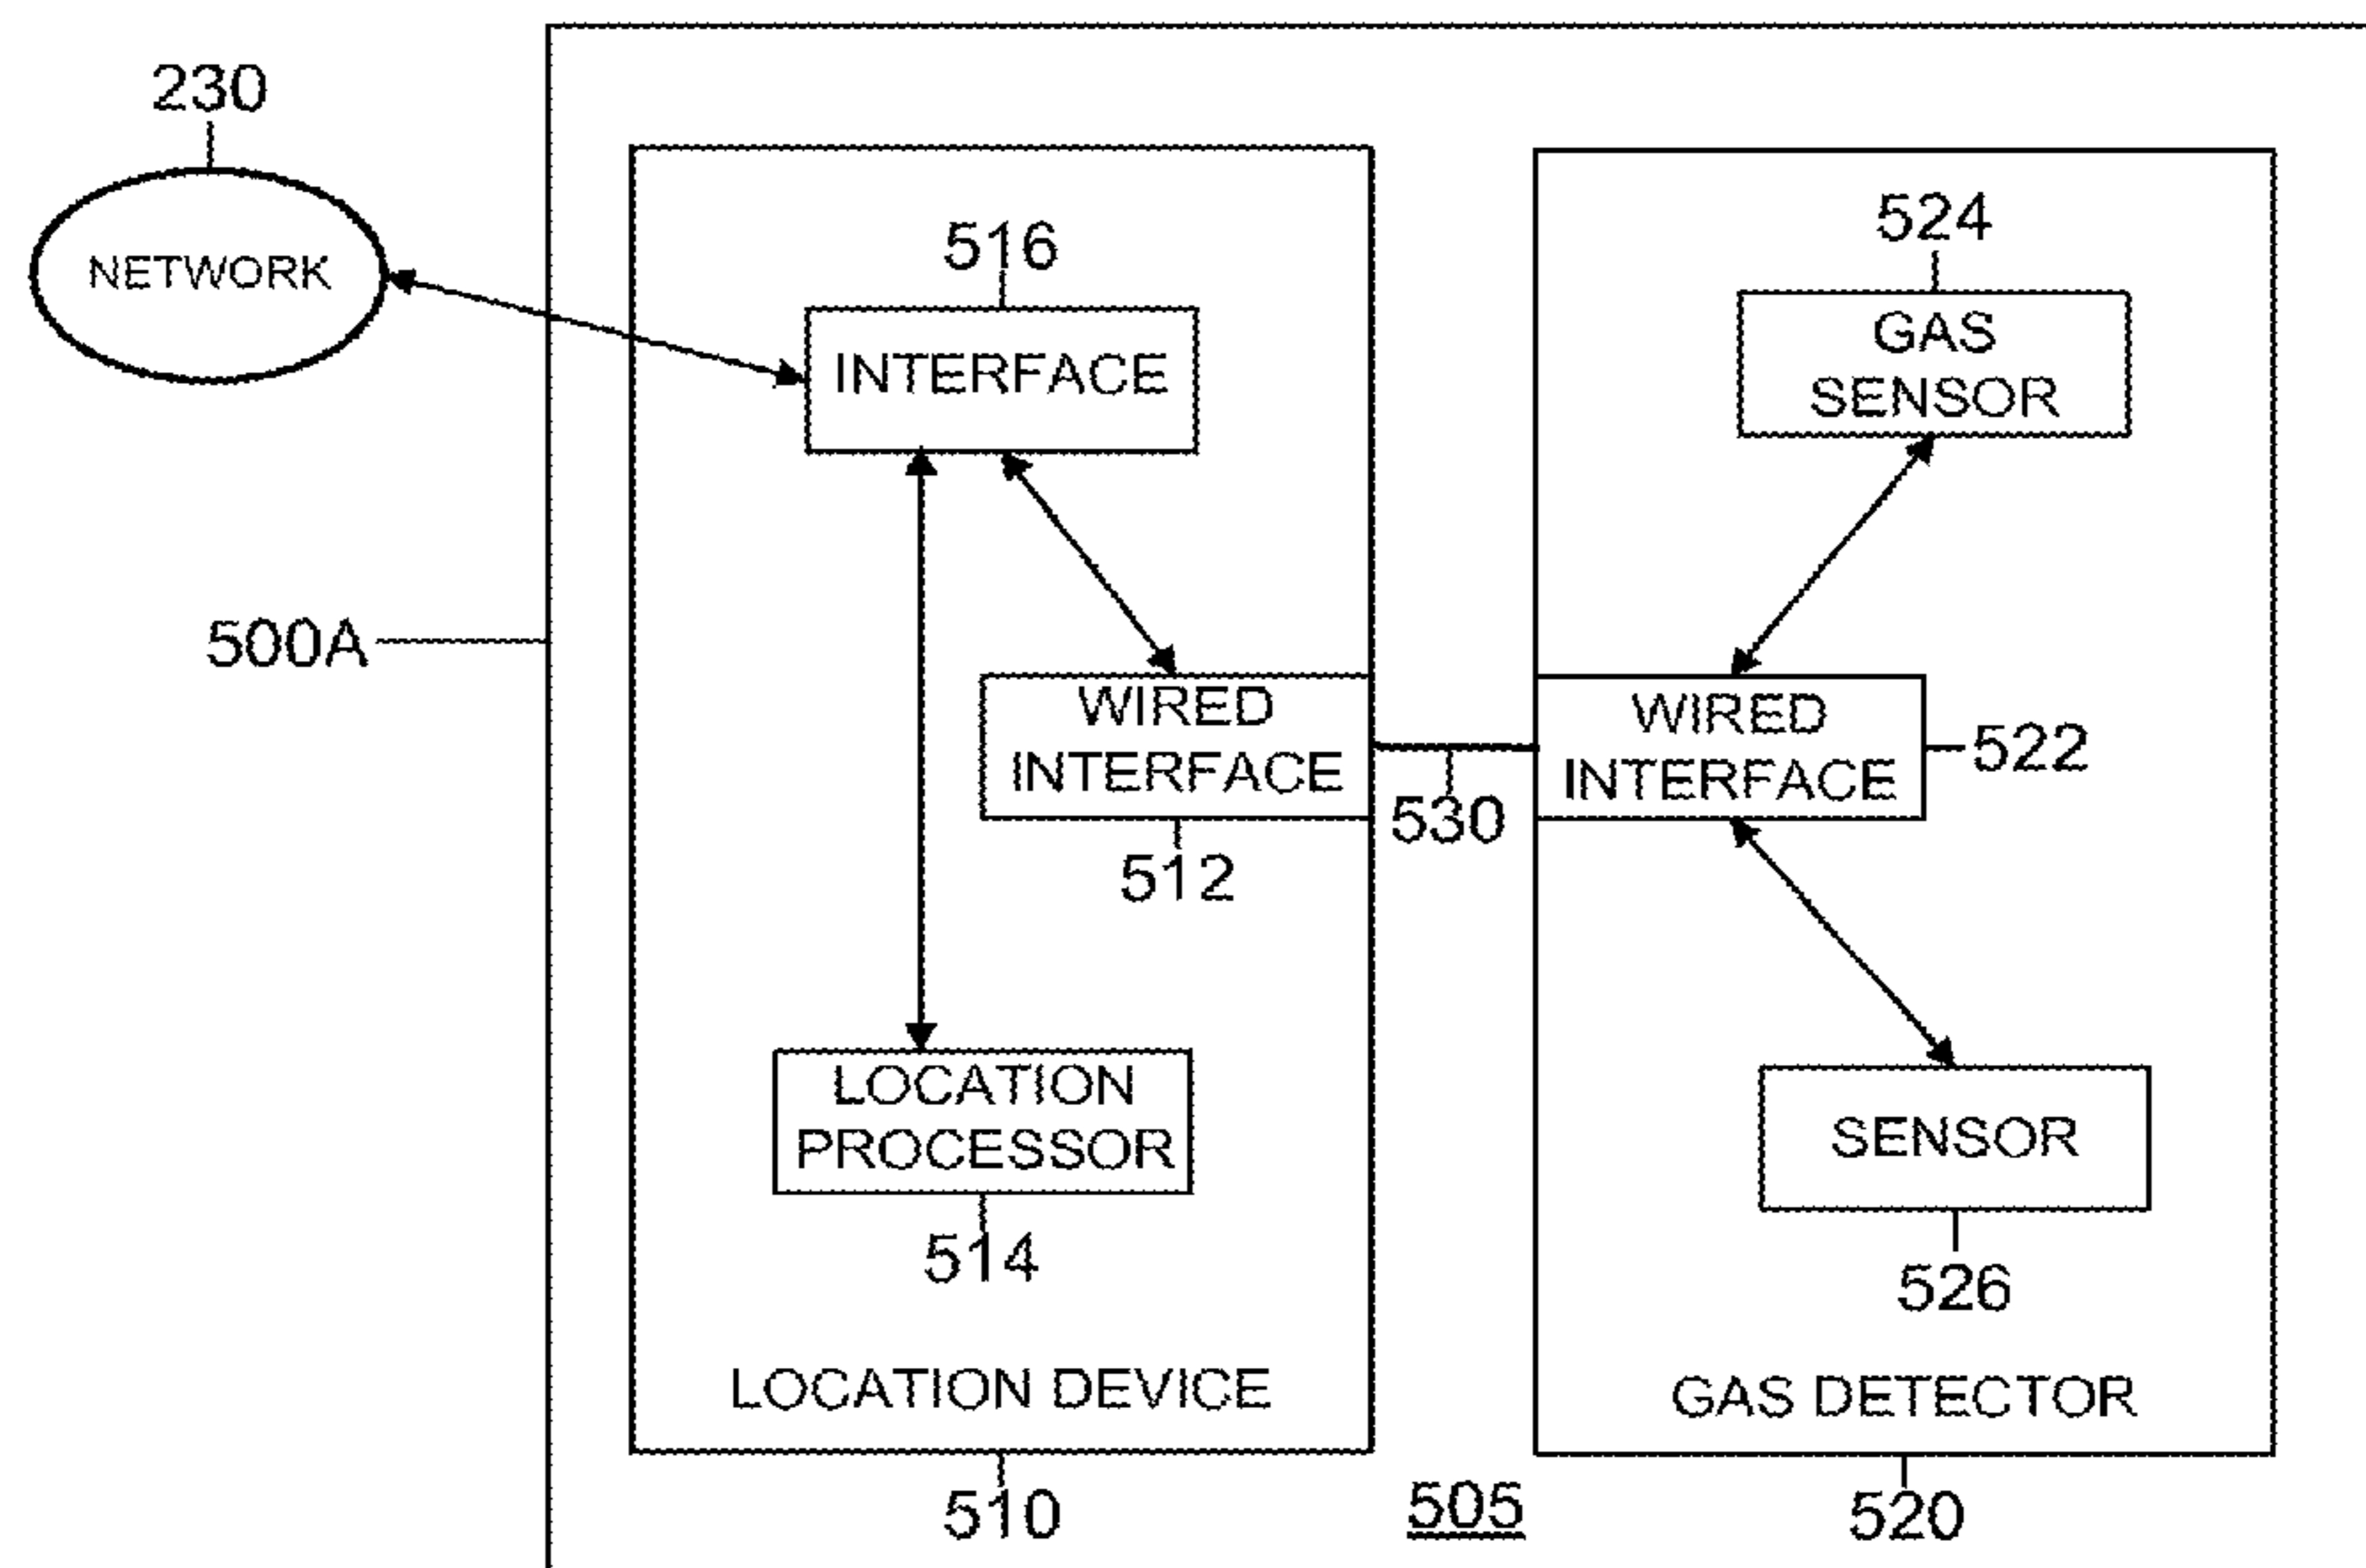 230
NETWORK
516
INTERFACE
524
GAS
SENSOR
500A
WIRED
INTERFACE
512
530
WIRED
INTERFACE
522
LOCATION
PROCESSOR
514
SENSOR
526
LOCATION DEVICE
510
505
GAS DETECTOR
520